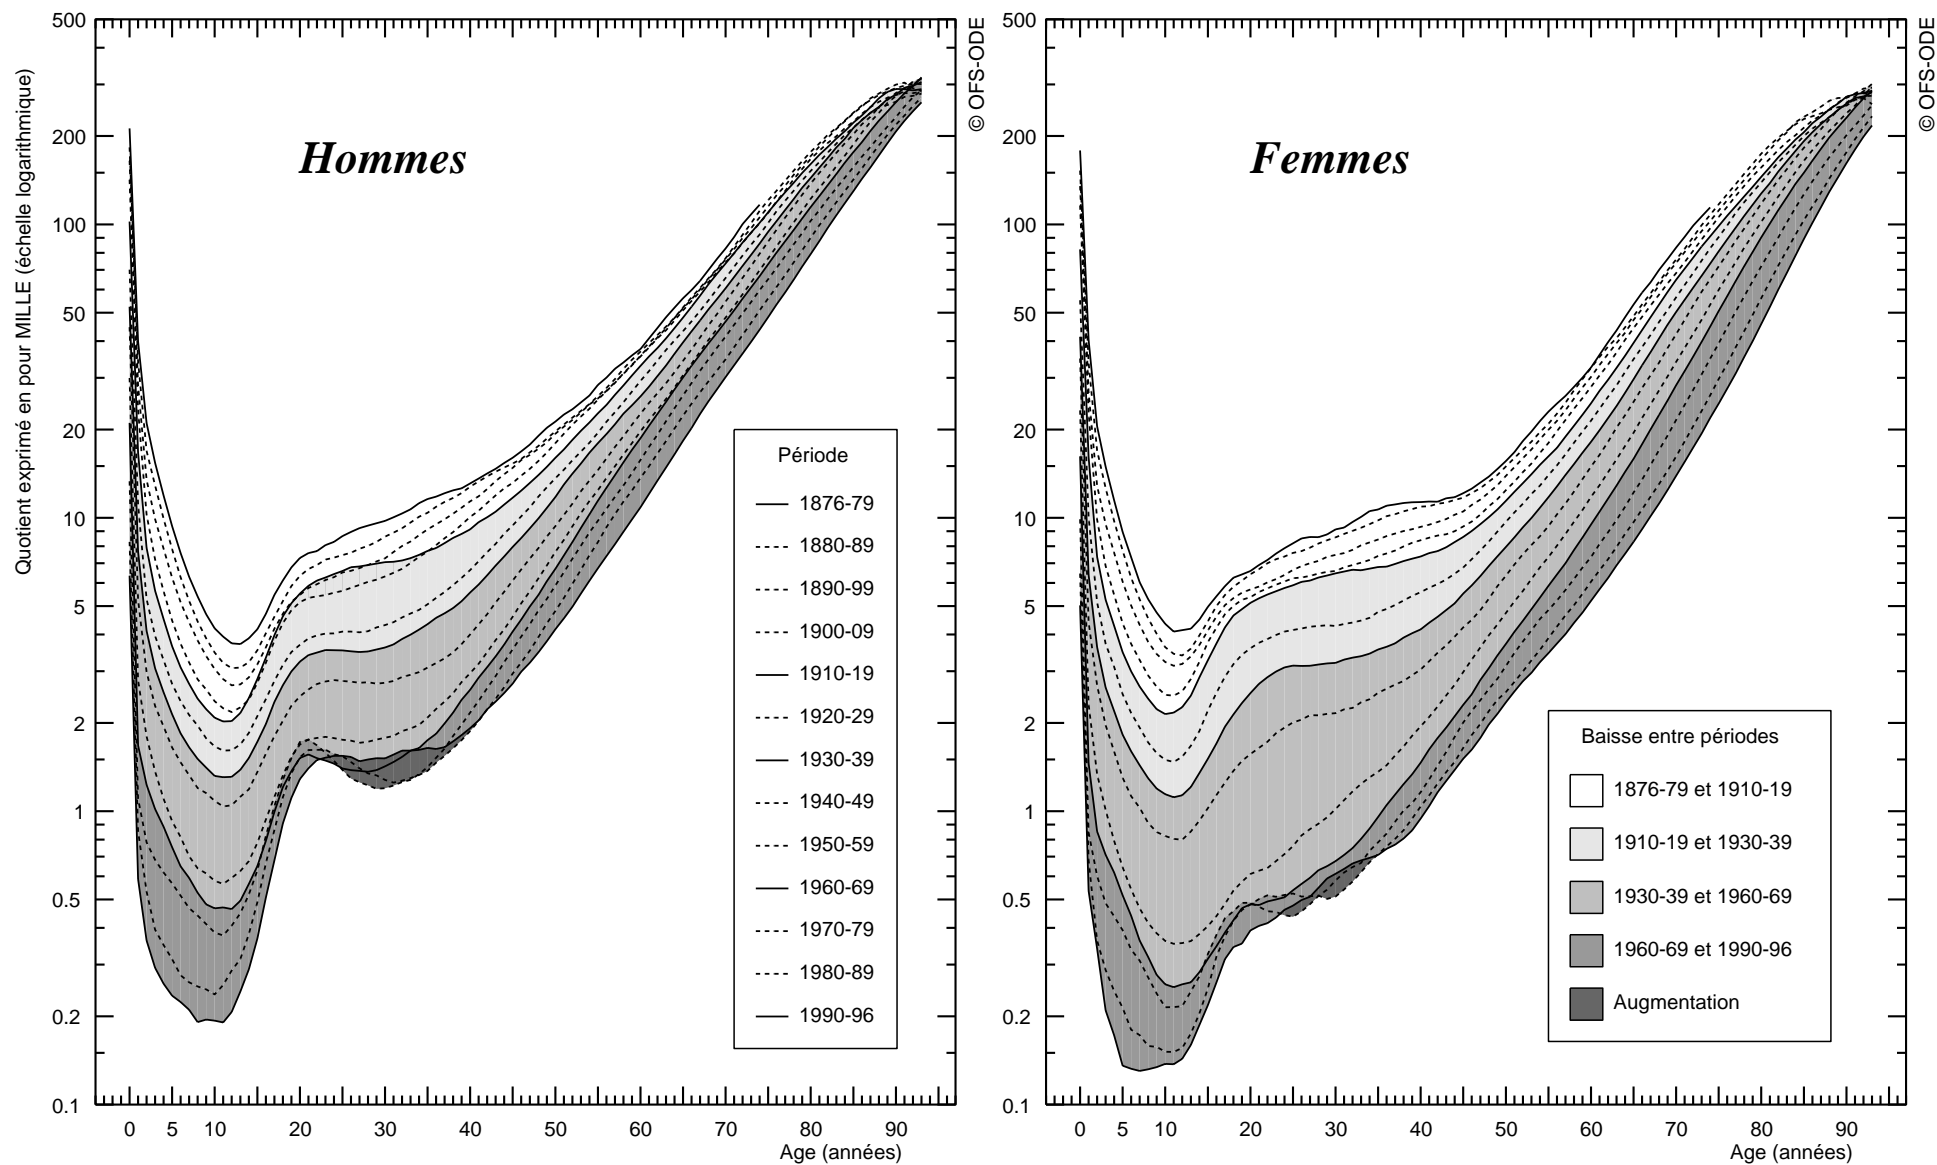 Quotient exprimé en pour MILLE (échelle logarithmique)
500
200
100
50
20
10
5
2
1
0.5
0.2
0.1
Hommes
© OFS-ODE
Période
1876-79
1880-89
1890-99
1900-09
1910-19
1920-29
1930-39
1940-49
1950-59
1960-69
1970-79
1980-89
1990-96
0 5 10 20 30 40 50 60 70 80 90
Age (années)
500
200
100
50
20
10
5
2
1
0.5
0.2
0.1
Femmes
© OFS-ODE
Baisse entre périodes
1876-79 et 1910-19
1910-19 et 1930-39
1930-39 et 1960-69
1960-69 et 1990-96
Augmentation
0 5 10 20 30 40 50 60 70 80 90
Age (années)